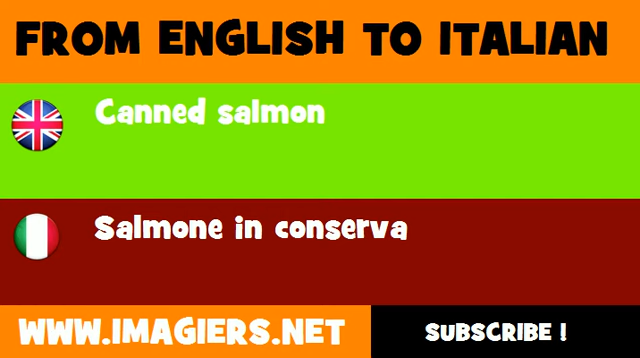 FROM ENGLISH TO ITALIAN
Canned salmon
Salmone in conserva
WWW.IMAGIERS.NET
SUBSCRIBE !